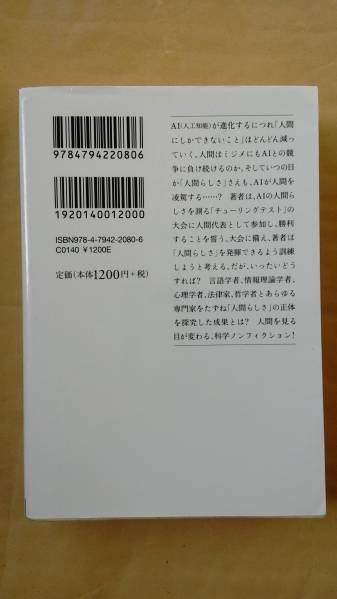 9784794220806
1920140012000
ISBN978-4-7942-2080-6
C0140 ¥1200E
定価(本体1200円+税)
AI(人工知能)が進化するにつれ「人間
にしかできないこと」はどんどん減っ
ていく。人間はミジメにもAIとの競
争に負け続けるのか。そしていつの日
か「人間らしさ」さえも、AIが人間を
凌駕する……? 著者は、AIの人間ら
しさを測る「チューリングテスト」の
大会に人間代表として参加し、勝利
することを誓う。大会に備え、著者は
「人間らしさ」を発揮できるよう訓練
しようと考える。だが、いったいどう
すれば? 言語学者、情報理論学者、
心理学者、法律家、哲学者とあらゆる
専門家をたずね「人間らしさ」の正体
を探究した成果とは? 人間を見る
目が変わる、科学ノンフィクション!